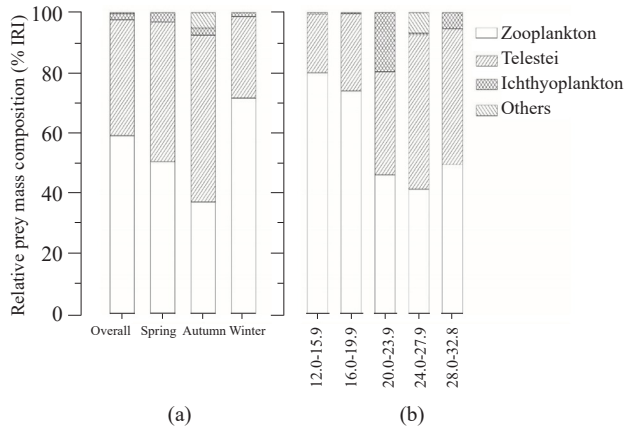 Relative prey mass composition (% IRI)
100
80
60
40
20
0
Overall Spring Autumn Winter
(a)
12.0-15.9
16.0-19.9
20.0-23.9
24.0-27.9
28.0-32.8
(b)
Zooplankton
Telestei
Ichthyoplankton
Others